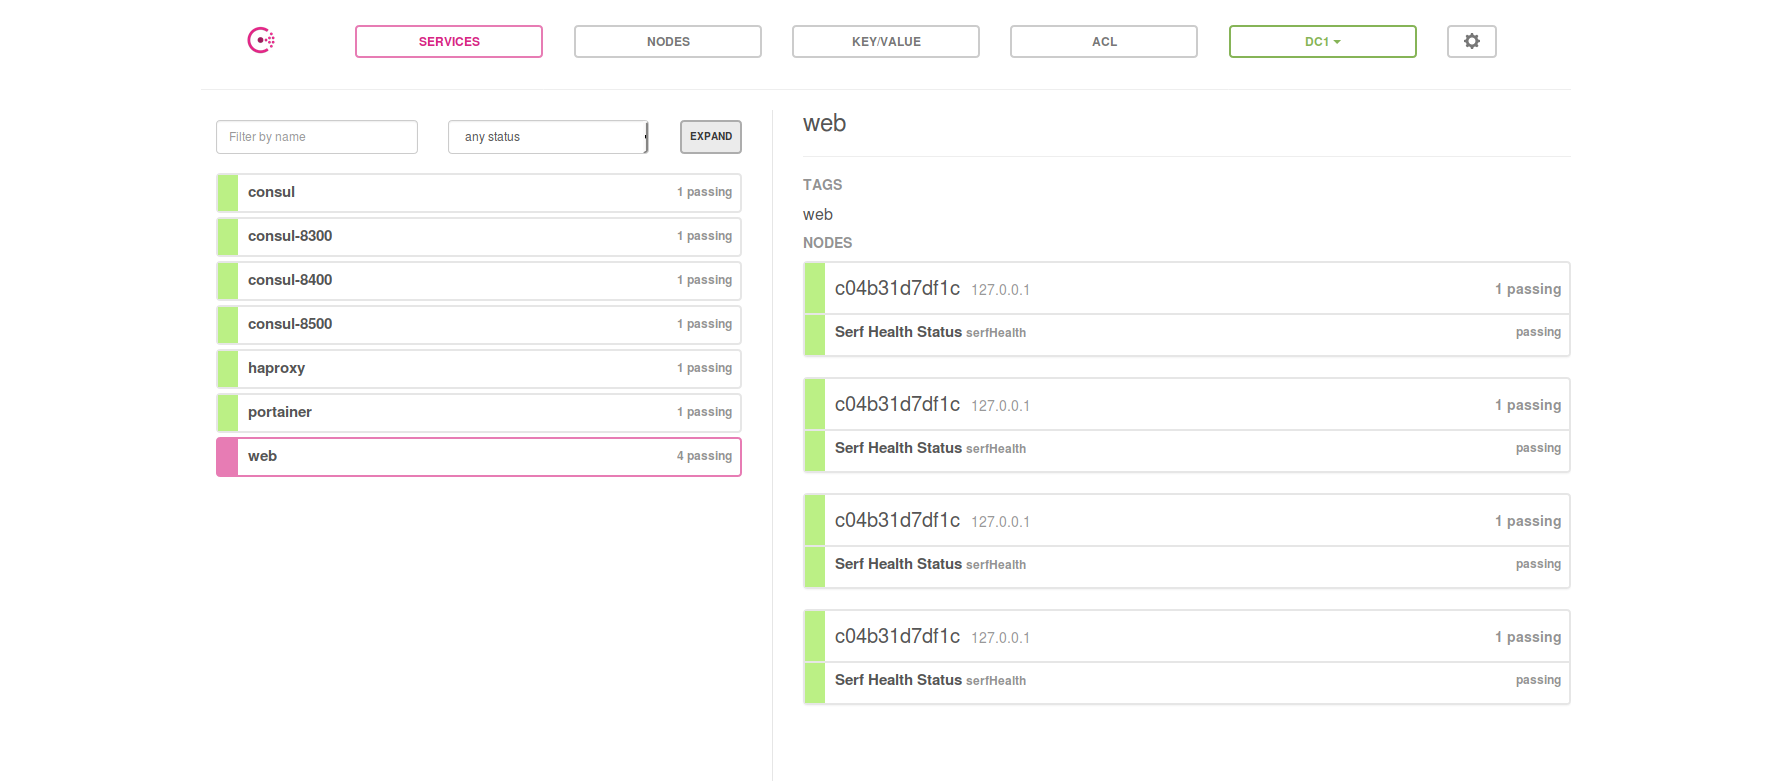 SERVICES NODES KEY/VALUE ACL DC1
Filter by name any status EXPAND
consul 1 passing
consul-8300 1 passing
consul-8400 1 passing
consul-8500 1 passing
haproxy 1 passing
portainer 1 passing
web 4 passing
web
TAGS
web
NODES
c04b31d7df1c 127.0.0.1 1 passing
Serf Health Status serfHealth passing
c04b31d7df1c 127.0.0.1 1 passing
Serf Health Status serfHealth passing
c04b31d7df1c 127.0.0.1 1 passing
Serf Health Status serfHealth passing
c04b31d7df1c 127.0.0.1 1 passing
Serf Health Status serfHealth passing